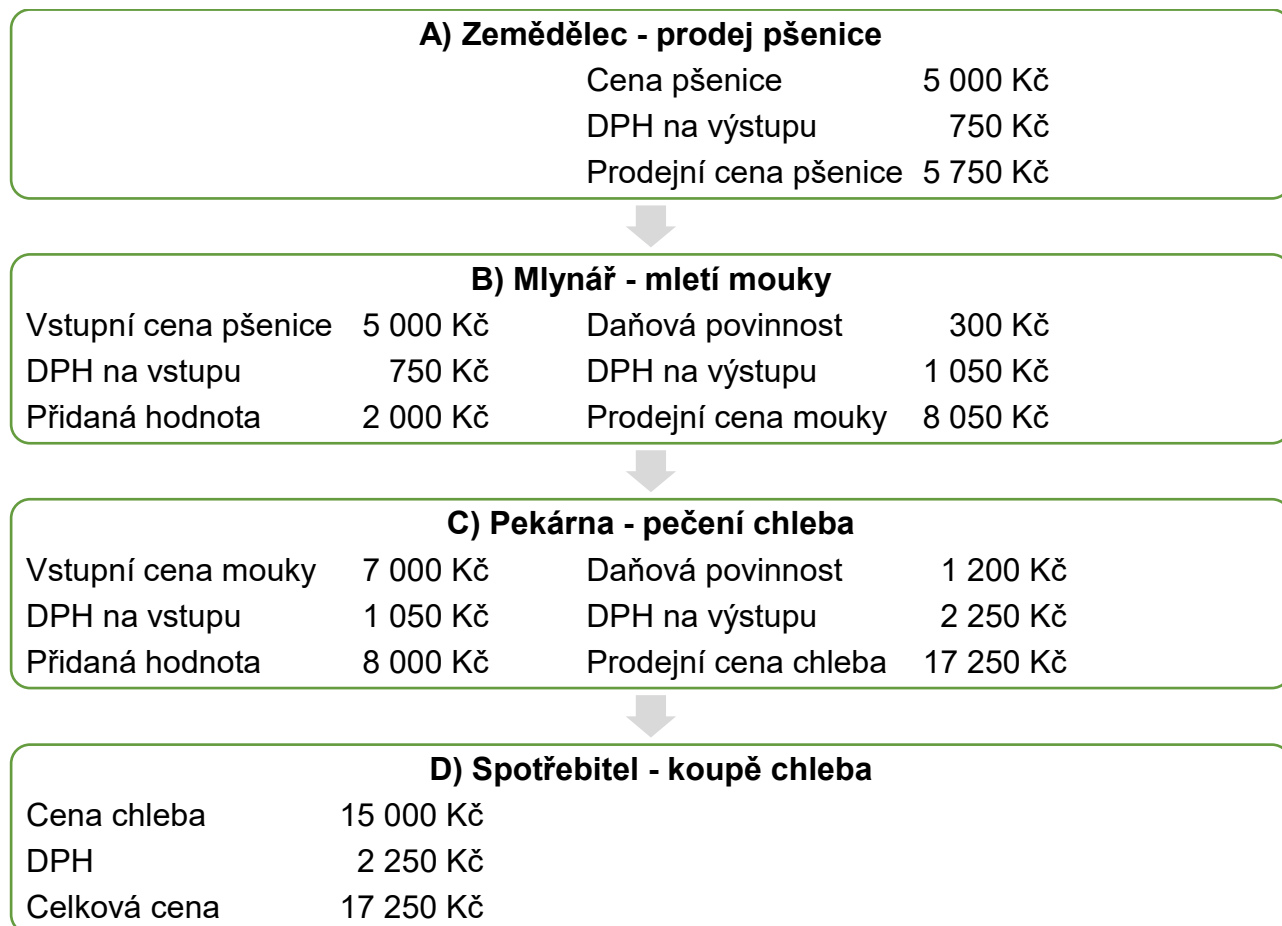 A) Zemědělec - prodej pšenice
Cena pšenice 5 000 Kč
DPH na výstupu 750 Kč
Prodejní cena pšenice 5 750 Kč
B) Mlynář - mletí mouky
Vstupní cena pšenice 5 000 Kč Daňová povinnost 300 Kč
DPH na vstupu 750 Kč DPH na výstupu 1 050 Kč
Přidaná hodnota 2 000 Kč Prodejní cena mouky 8 050 Kč
C) Pekárna - pečení chleba
Vstupní cena mouky 7 000 Kč Daňová povinnost 1 200 Kč
DPH na vstupu 1 050 Kč DPH na výstupu 2 250 Kč
Přidaná hodnota 8 000 Kč Prodejní cena chleba 17 250 Kč
D) Spotřebitel - koupě chleba
Cena chleba 15 000 Kč
DPH 2 250 Kč
Celková cena 17 250 Kč